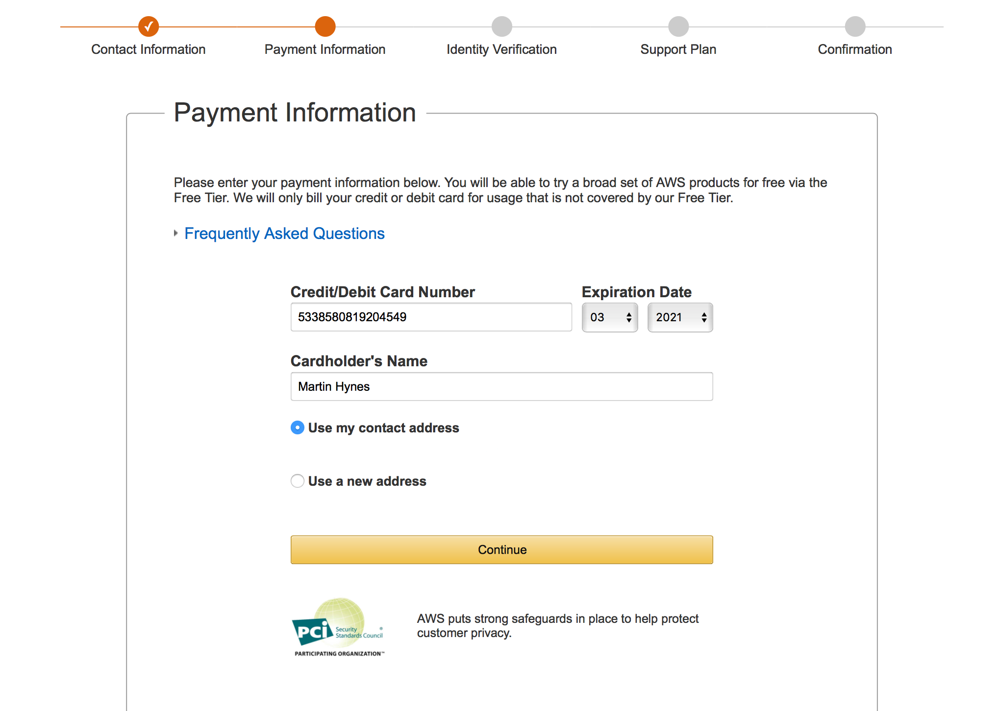 Contact Information
Payment Information
Identity Verification
Support Plan
Confirmation
Payment Information
Please enter your payment information below. You will be able to try a broad set of AWS products for free via the
Free Tier. We will only bill your credit or debit card for usage that is not covered by our Free Tier.
Frequently Asked Questions
Credit/Debit Card Number
Expiration Date
5338580819204549
03
2021
Cardholder's Name
Martin Hynes
Use my contact address
Use a new address
Continue
PCI Security ®
Standards Council
PARTICIPATING ORGANIZATION™
AWS puts strong safeguards in place to help protect
customer privacy.